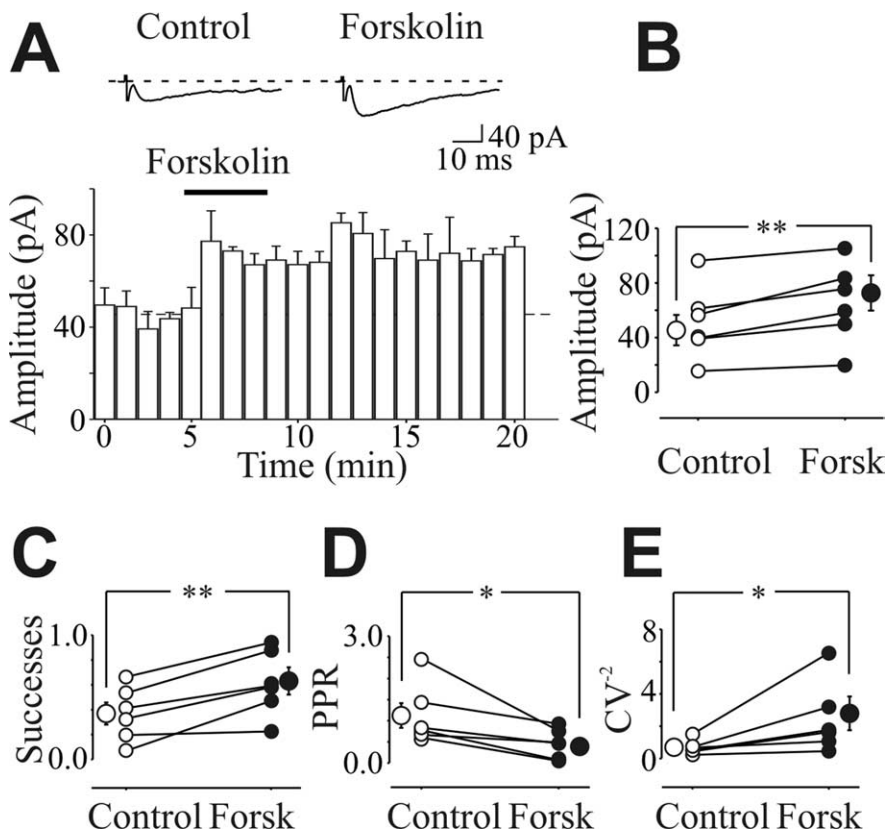 A
Control Forskolin
40 pA
10 ms
Forskolin
Amplitude (pA)
80
40
0
0 5 10 15 20
Time (min)
B
**
Amplitude (pA)
120
80
40
0
Control Forsk
C
**
Successes
1.0
0.0
Control Forsk
D
*
PPR
3.0
0.0
Control Forsk
E
*
CV⁻²
8
4
0
Control Forsk